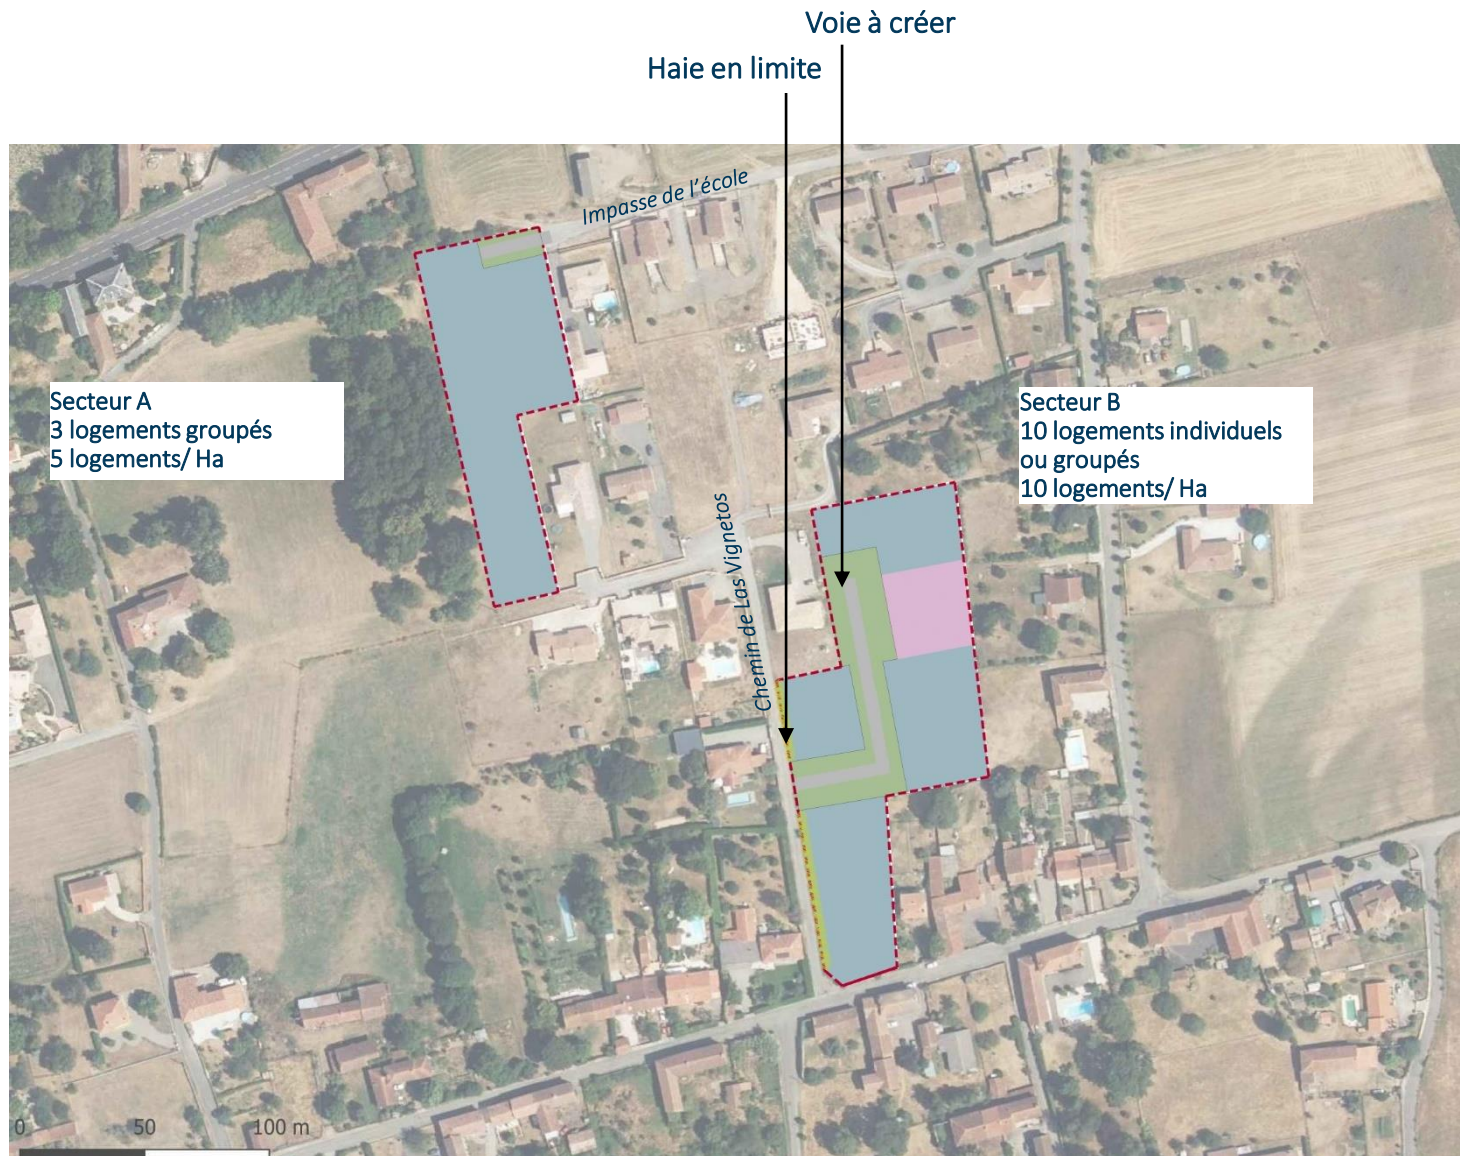 Voie à créer
Haie en limite
Impasse de l'école
Secteur A
3 logements groupés
5 logements/ Ha
Secteur B
10 logements individuels
ou groupés
10 logements/ Ha
Chemin de Las Vignetos
0 50 100 m